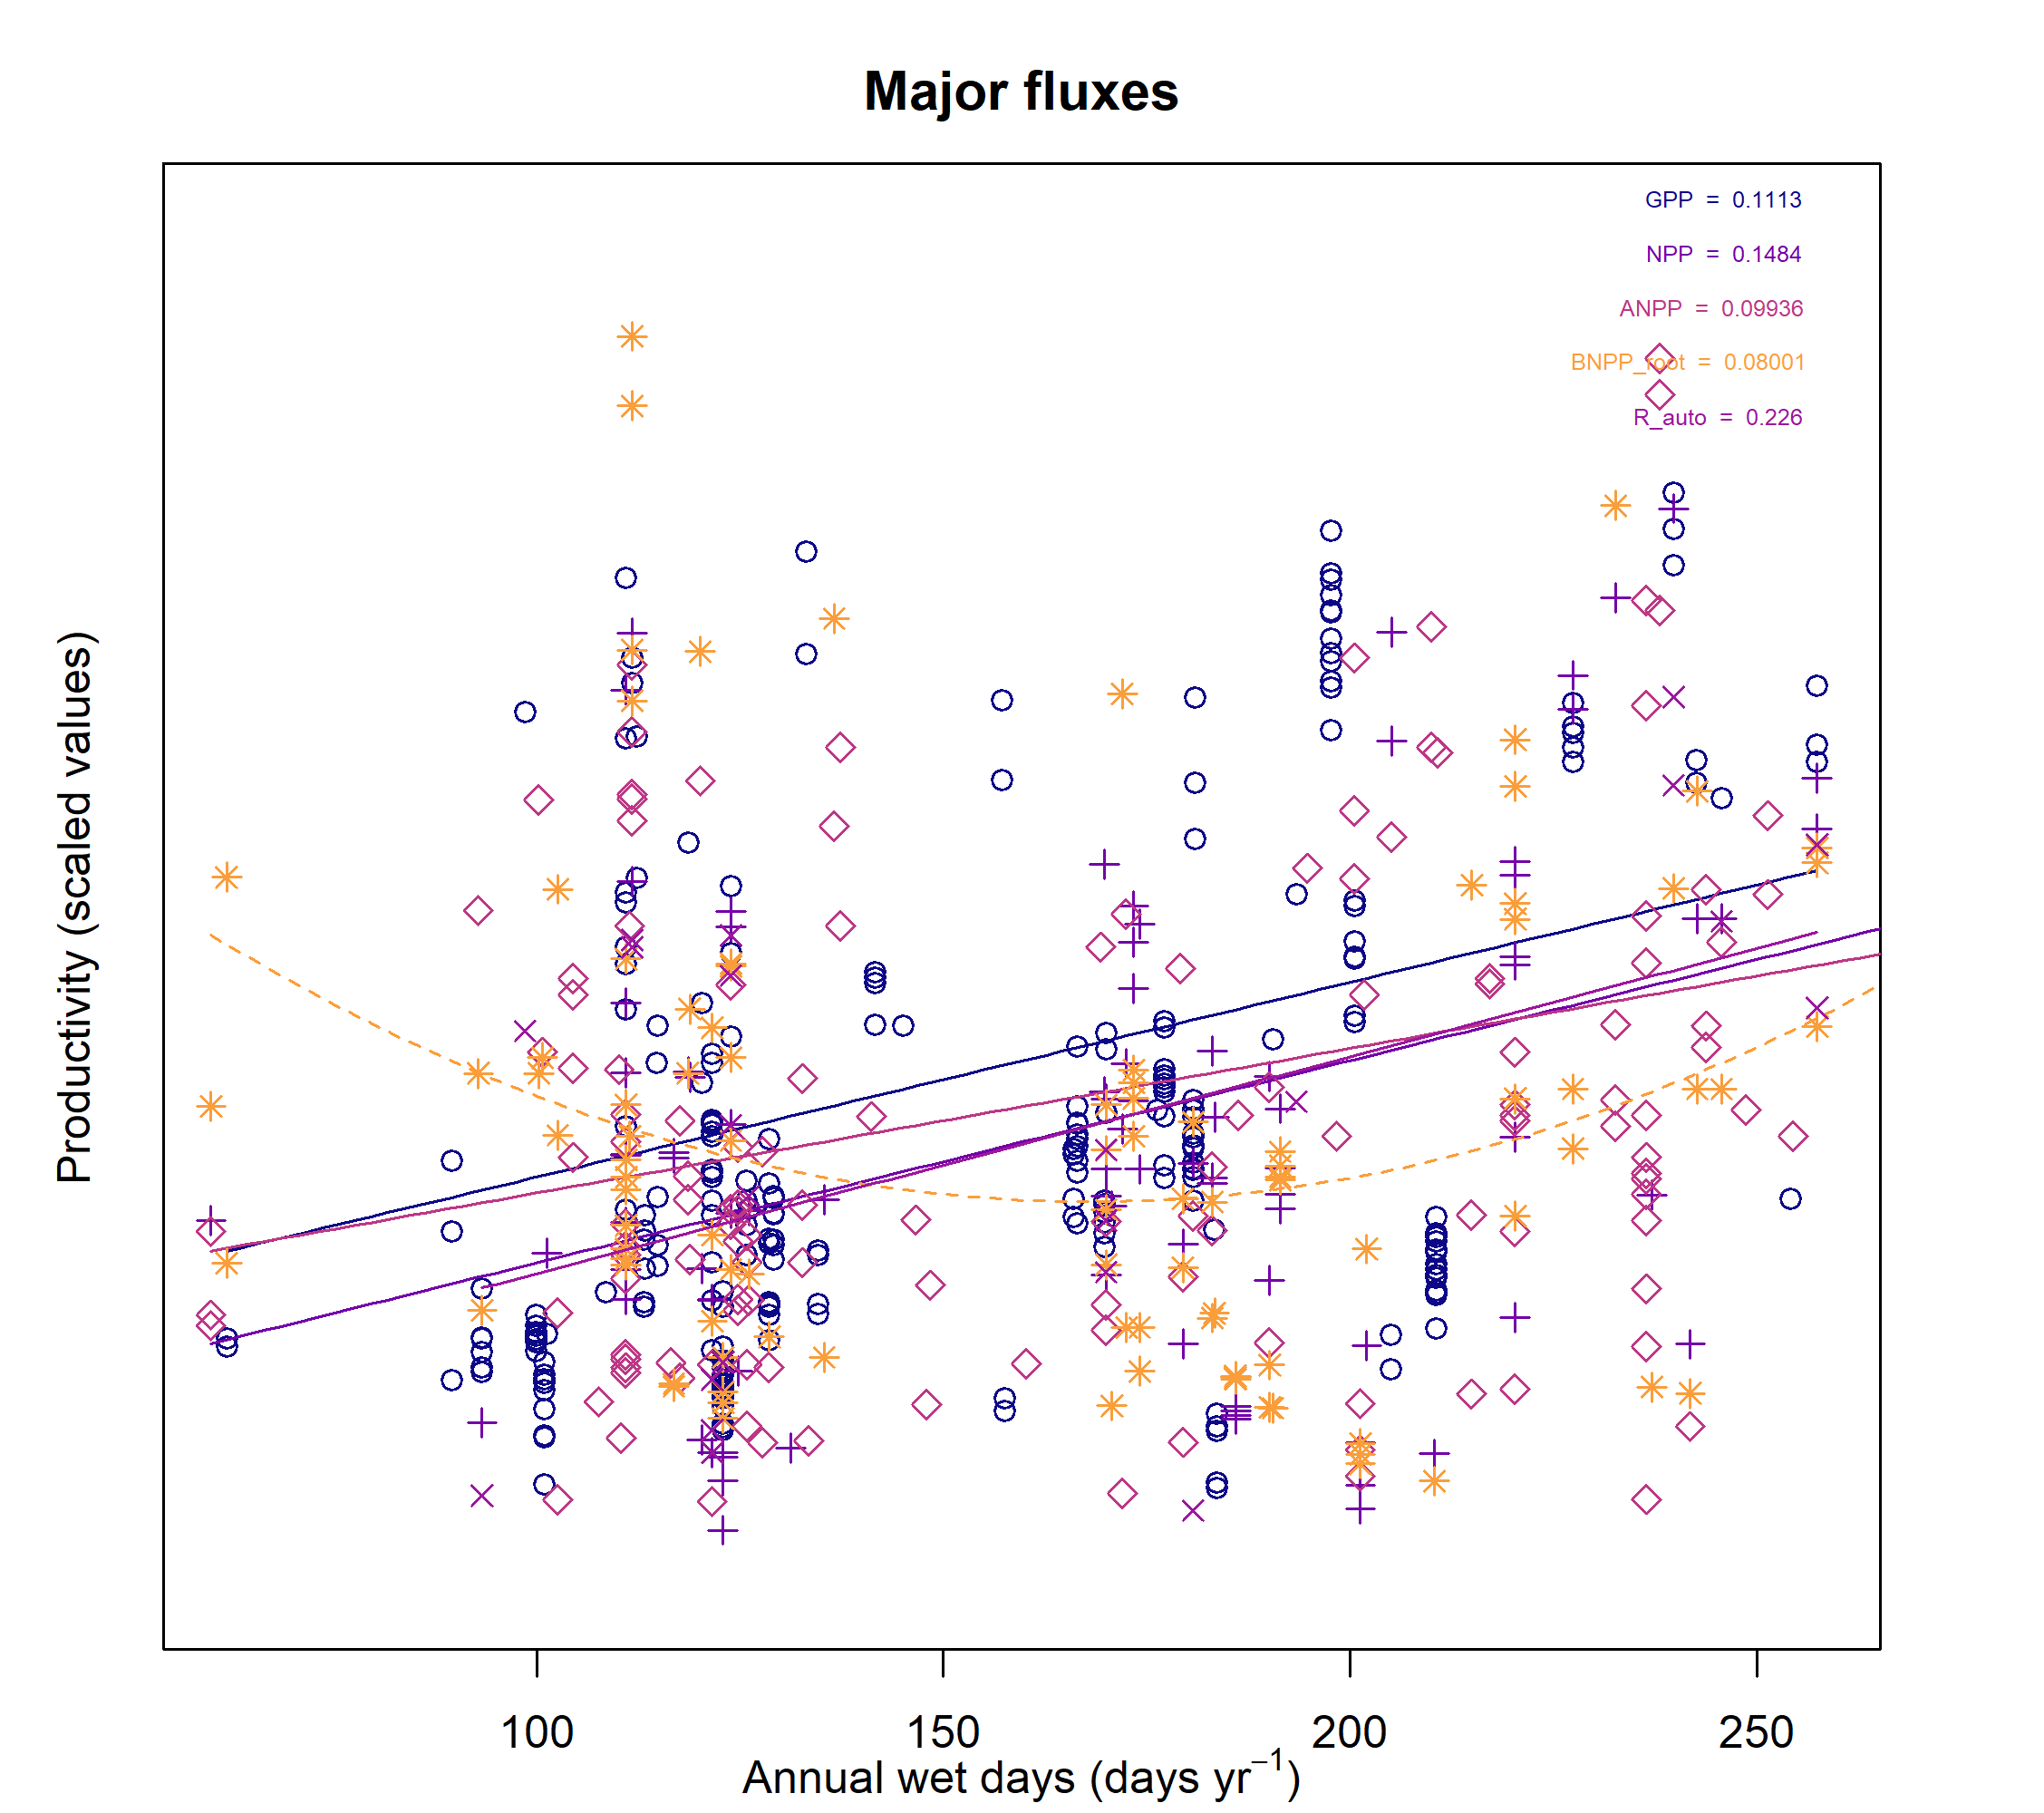 Major fluxes
GPP = 0.1113
NPP = 0.1484
ANPP = 0.09936
BNPP_root = 0.08001
R_auto = 0.226
Productivity (scaled values)
100 150 200 250
Annual wet days (days yr⁻¹)